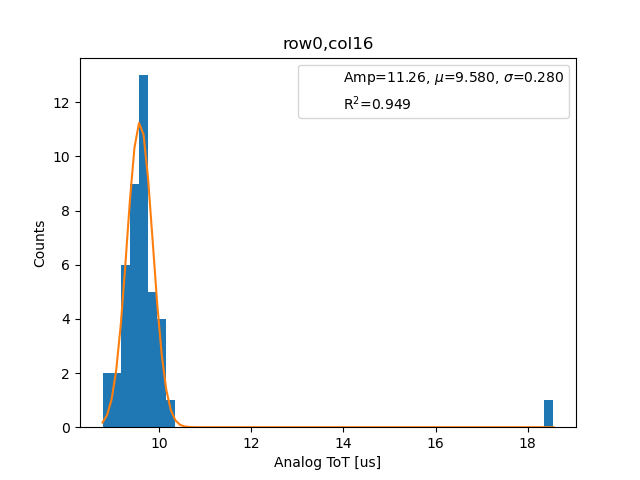 row0,col16
Amp=11.26, μ=9.580, σ=0.280
R²=0.949
12
10
8
6
4
2
0
Counts
10 12 14 16 18
Analog ToT [us]